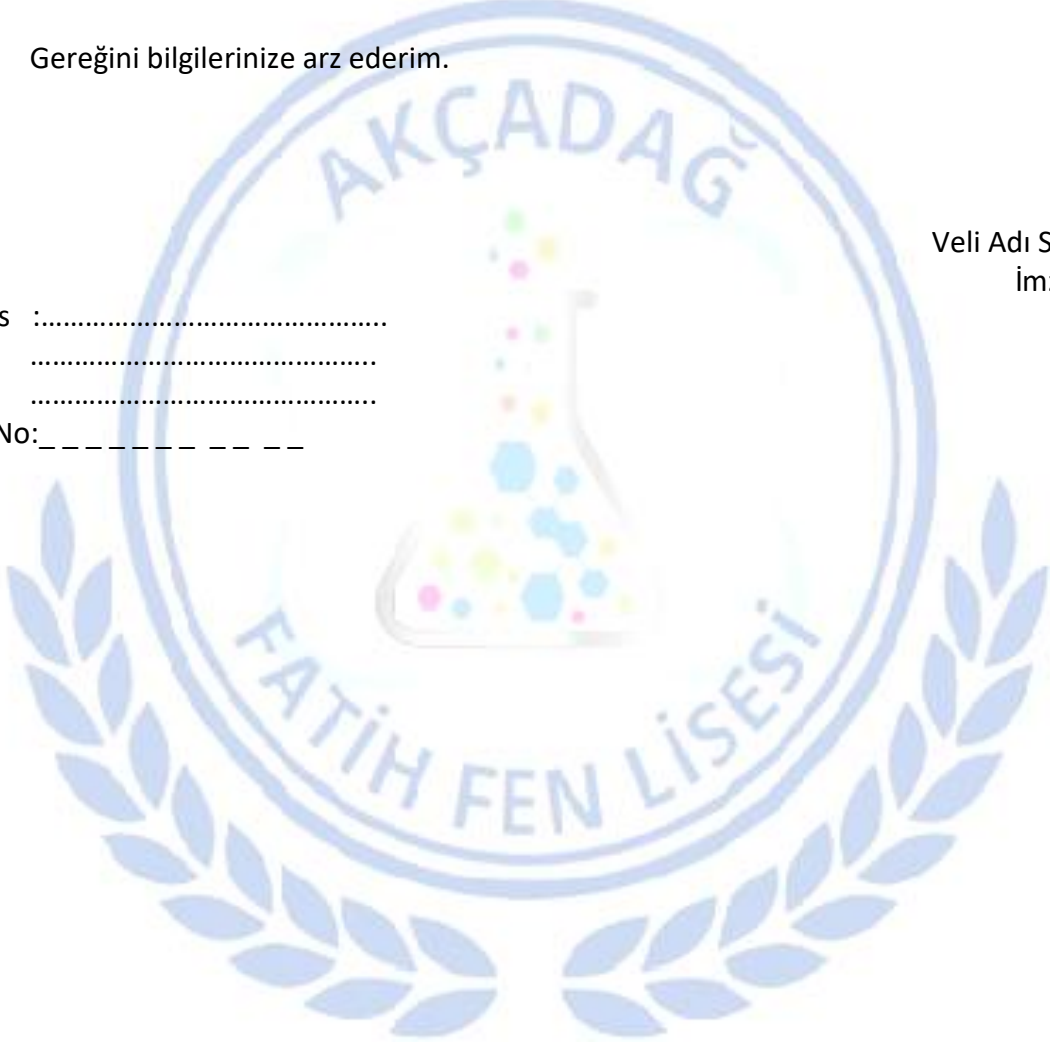 Gereğini bilgilerinize arz ederim.
AKÇADAĞ
Veli Adı S
İm
s :……………………………………..
……………………………………..
……………………………………..
No:_ _ _ _ _ _ _ _ _ _ _
FATİH FEN LİSESİ